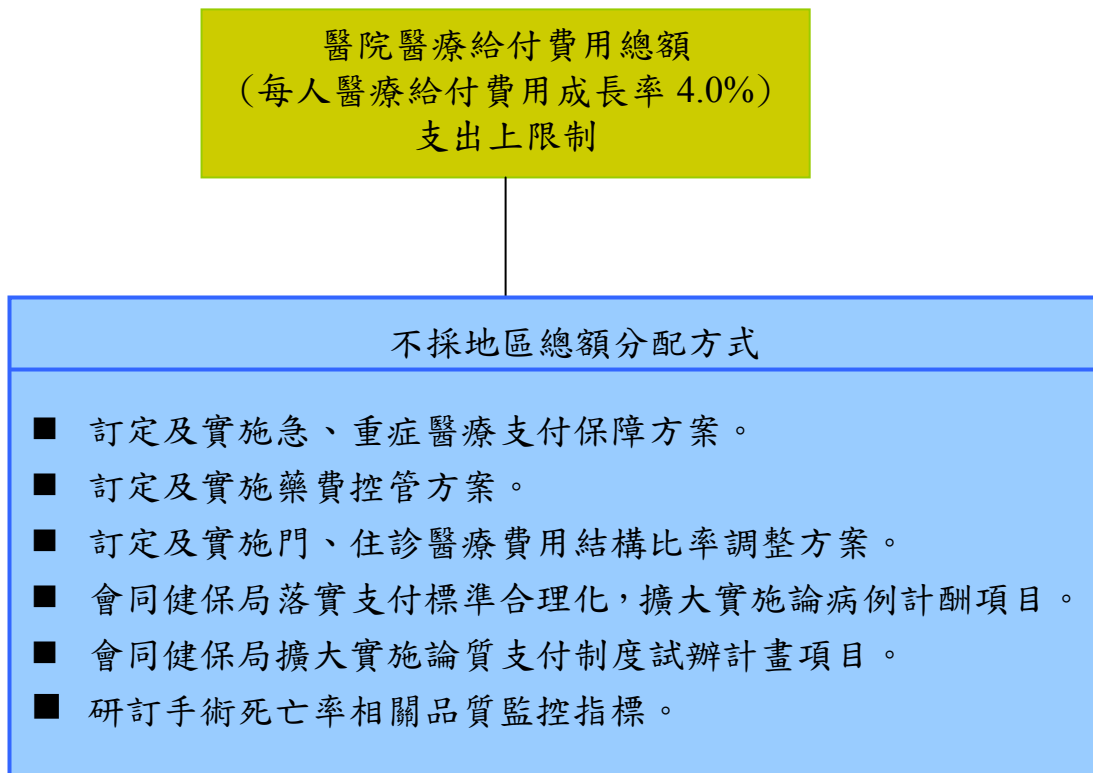 醫院醫療給付費用總額
（每人醫療給付費用成長率 4.0%）
支出上限制
不採地區總額分配方式
■ 訂定及實施急、重症醫療支付保障方案。
■ 訂定及實施藥費控管方案。
■ 訂定及實施門、住診醫療費用結構比率調整方案。
■ 會同健保局落實支付標準合理化，擴大實施論病例計酬項目。
■ 會同健保局擴大實施論質支付制度試辦計畫項目。
■ 研訂手術死亡率相關品質監控指標。